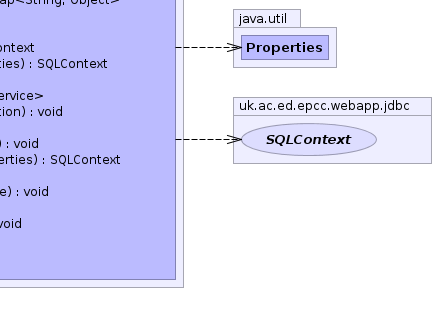 ap<String, Object>
ontext
ties) : SQLContext
ervice>
tion) : void
) : void
erties) : SQLContext
e) : void
void
java.util
Properties
uk.ac.ed.epcc.webapp.jdbc
SQLContext